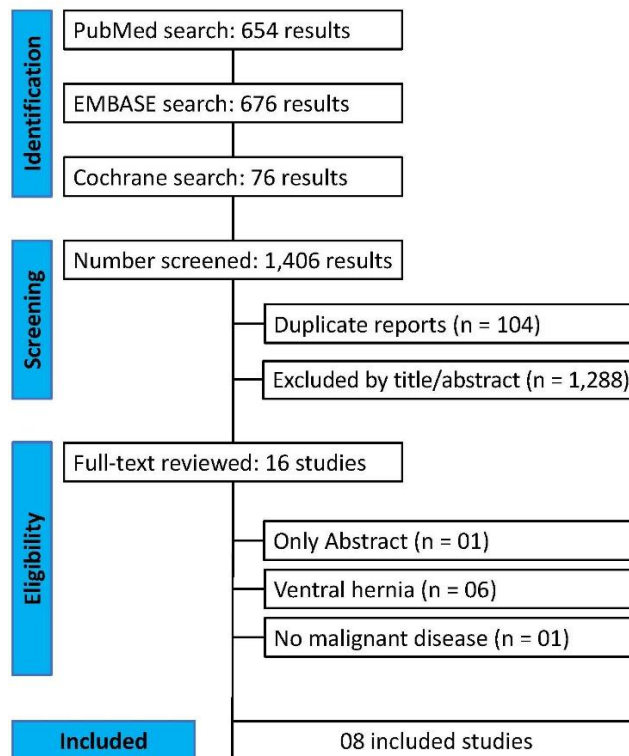 Identification
PubMed search: 654 results
EMBASE search: 676 results
Cochrane search: 76 results
Screening
Number screened: 1,406 results
Duplicate reports (n = 104)
Excluded by title/abstract (n = 1,288)
Eligibility
Full-text reviewed: 16 studies
Only Abstract (n = 01)
Ventral hernia (n = 06)
No malignant disease (n = 01)
Included
08 included studies